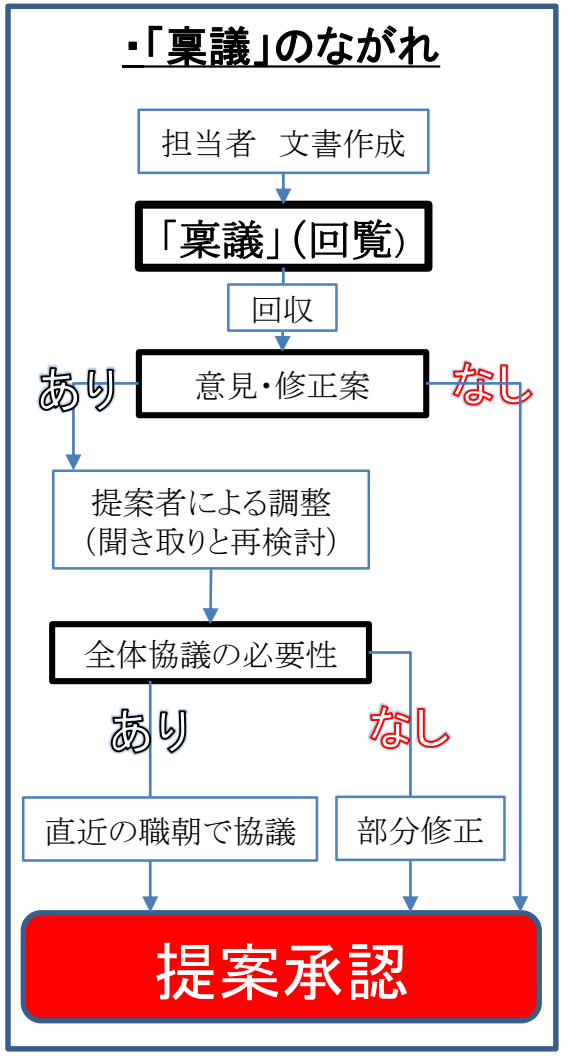 ・「稟議」のながれ
担当者　文書作成
「稟議」（回覧）
回収
意見・修正案
あり
なし
提案者による調整
（聞き取りと再検討）
全体協議の必要性
あり
なし
直近の職朝で協議
部分修正
提案承認